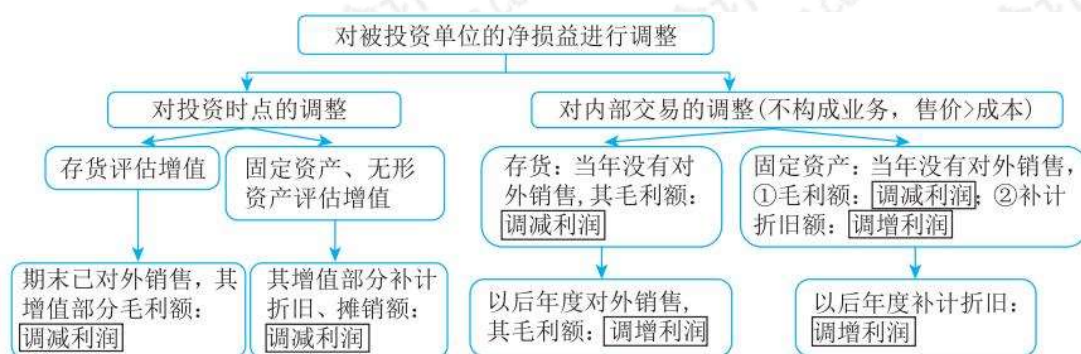 对被投资单位的净损益进行调整
对投资时点的调整
对内部交易的调整(不构成业务，售价>成本)
存货评估增值
固定资产、无形
资产评估增值
存货：当年没有对
外销售，其毛利额：
调减利润
固定资产：当年没有对外销售，
①毛利额：调减利润；②补计
折旧额：调增利润
期末已对外销售，其
增值部分毛利额：
调减利润
其增值部分补计
折旧、摊销额：
调减利润
以后年度对外销售，
其毛利额：调增利润
以后年度补计折旧：
调增利润